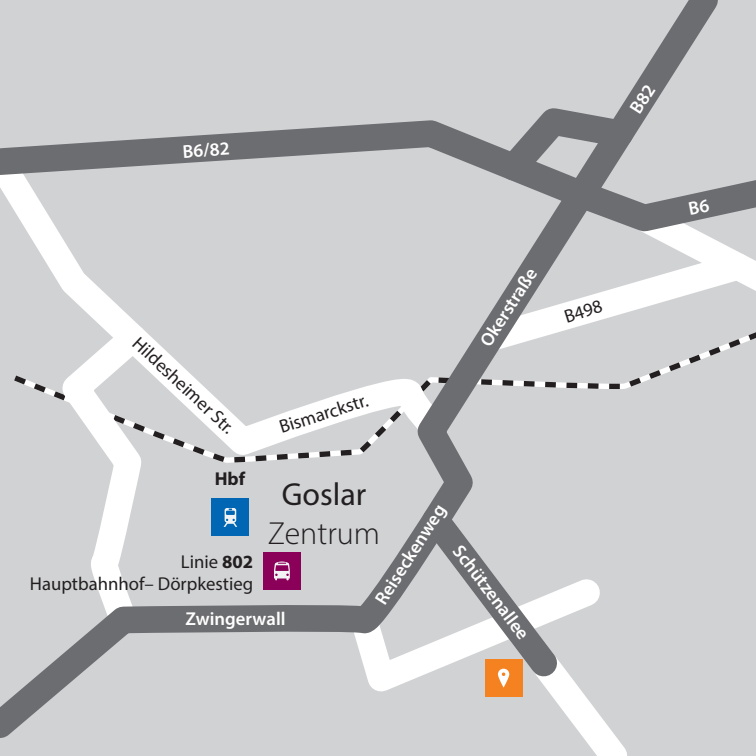 B82
B6/82
B6
Okerstraße
B498
Hildesheimer Str.
Bismarckstr.
Hbf
Goslar
Zentrum
Linie 802
Hauptbahnhof– Dörpkestieg
Reiseckenweg
Schützenallee
Zwingerwall